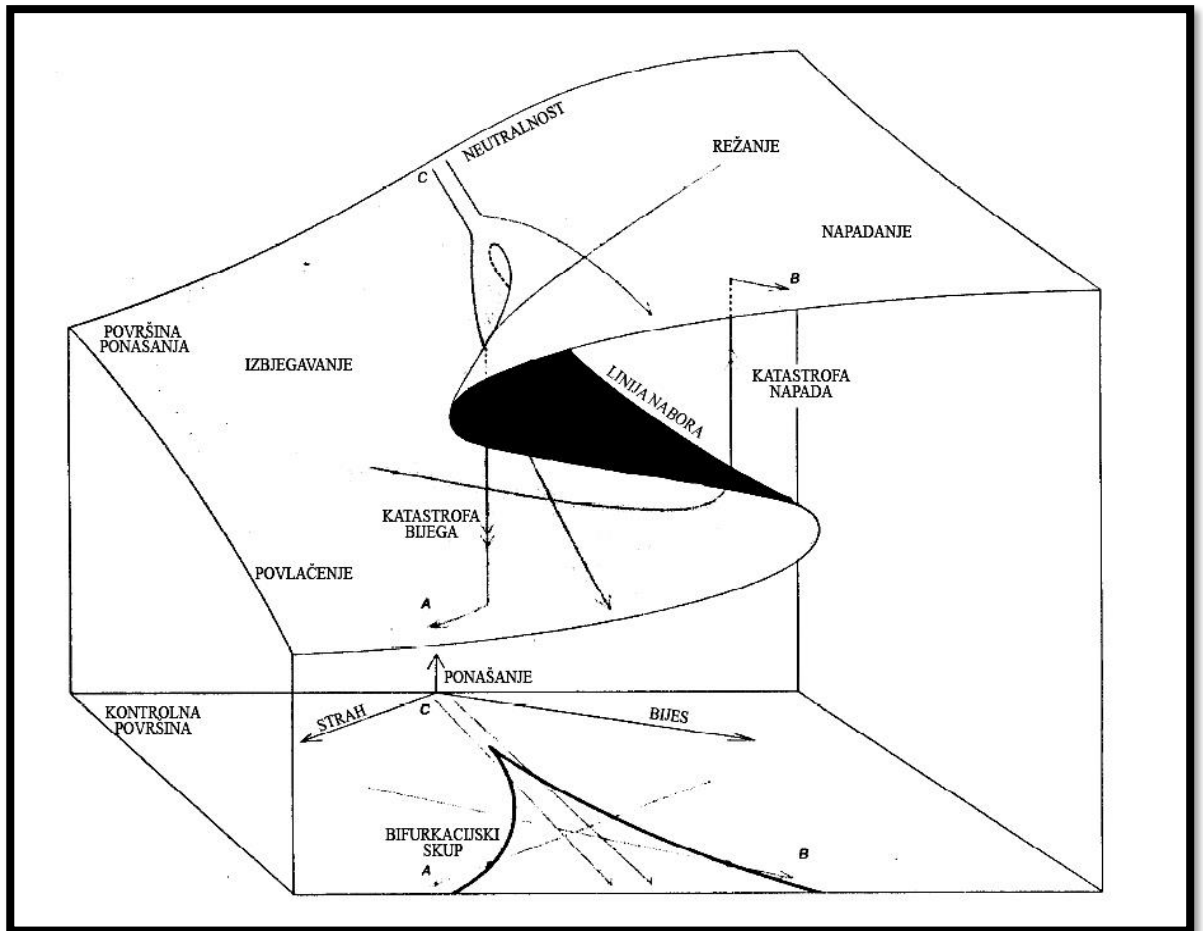 NEUTRALNOST
C
REŽANJE
NAPADANJE
B
POVRŠINA
PONAŠANJA
IZBJEGAVANJE
LINIJA NABORA
KATASTROFA
NAPADA
KATASTROFA
BIJEGA
POVLAČENJE
A
PONAŠANJE
KONTROLNA
POVRŠINA
STRAH
C
BIJES
BIFURKACIJSKI
SKUP
A
B